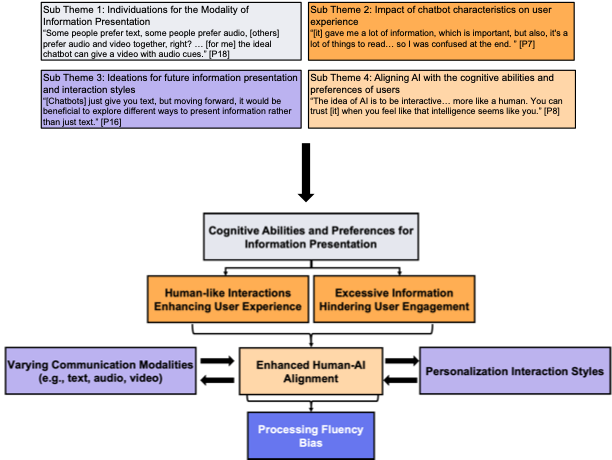 Sub Theme 1: Individuations for the Modality of
Information Presentation
“Some people prefer text, some people prefer audio, [others]
prefer audio and video together, right? … [for me] the ideal
chatbot can give a video with audio cues.” [P18]
Sub Theme 2: Impact of chatbot characteristics on user
experience
“[it] gave me a lot of information, which is important, but also, it's a
lot of things to read… so I was confused at the end. ” [P7]
Sub Theme 3: Ideations for future information presentation
and interaction styles
“[Chatbots] just give you text, but moving forward, it would be
beneficial to explore different ways to present information rather
than just text.” [P16]
Sub Theme 4: Aligning AI with the cognitive abilities and
preferences of users
“The idea of AI is to be interactive… more like a human. You can
trust [it] when you feel like that intelligence seems like you.” [P8]
Cognitive Abilities and Preferences for
Information Presentation
Human-like Interactions
Enhancing User Experience
Excessive Information
Hindering User Engagement
Varying Communication Modalities
(e.g., text, audio, video)
Enhanced Human-AI
Alignment
Personalization Interaction Styles
Processing Fluency
Bias